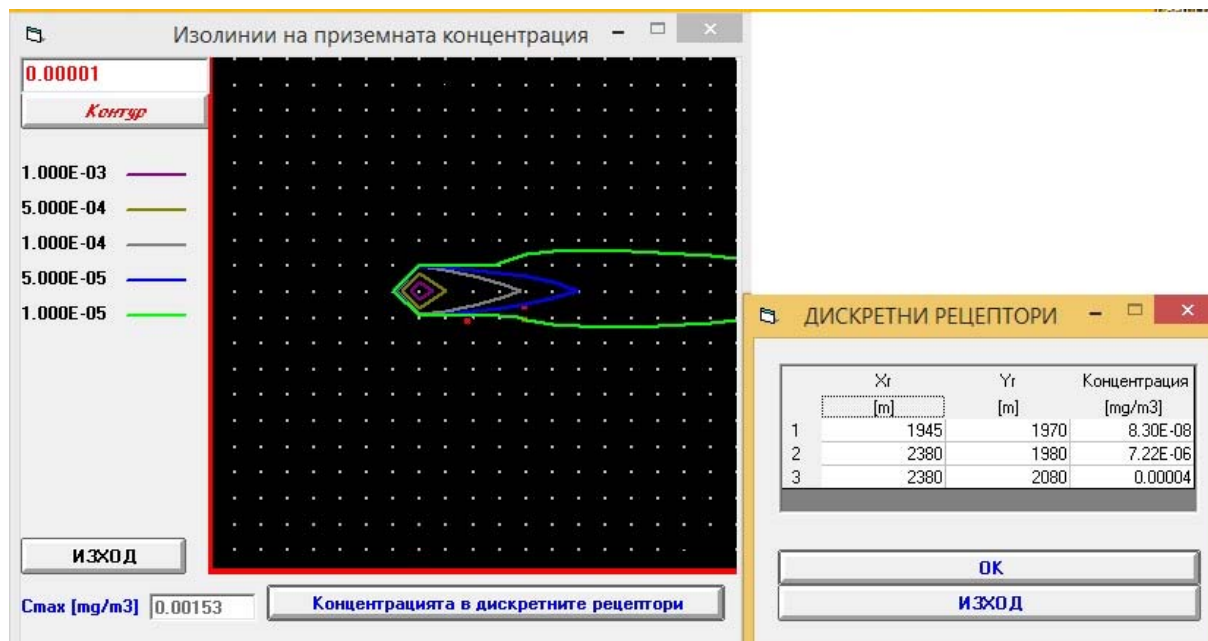 Изолинии на приземната концентрация
0.00001
Контур
1.000E-03
5.000E-04
1.000E-04
5.000E-05
1.000E-05
ИЗХОД
Cmax [mg/m3] 0.00153
Концентрацията в дискретните рецептори
ДИСКРЕТНИ РЕЦЕПТОРИ
Xr Yr Концентрация
[m] [m] [mg/m3]
1 1945 1970 8.30E-08
2 2380 1980 7.22E-06
3 2380 2080 0.00004
OK
ИЗХОД